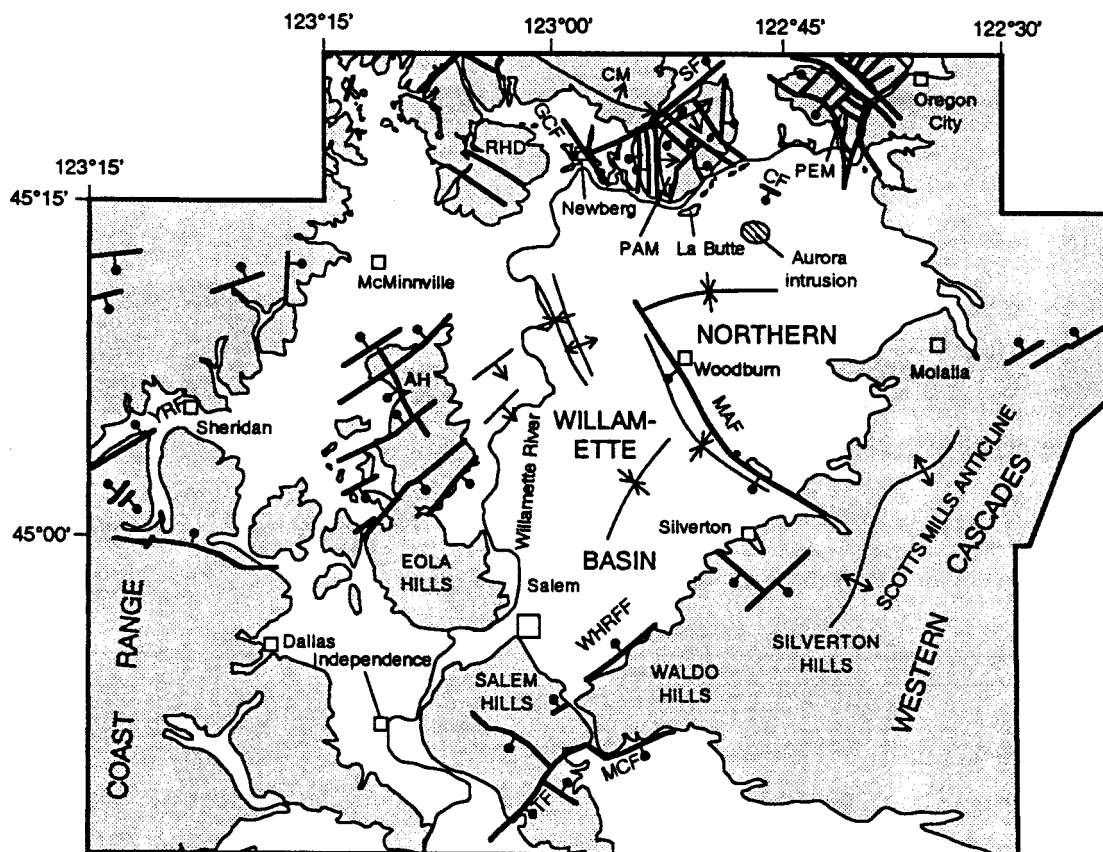 123°15'
123°00'
122°45'
122°30'
CM
SF
Oregon
City
GCF
RHD
PEM
123°15'
45°15'
Newberg
CF
PAM
La Butte
Aurora
intrusion
McMinnville
NORTHERN
Woodburn
Molalla
AH
MAF
YRF
Sheridan
WILLAM-
ETTE
Willamette River
SCOTTS MILLS ANTICLINE
45°00'
Silverton
EOLA
HILLS
BASIN
Salem
CASCADES
WESTERN
COAST RANGE
Dallas
Independence
WHRFF
SILVERTON
HILLS
SALEM
HILLS
WALDO
HILLS
MCF
TF